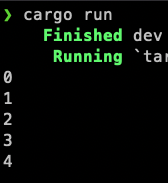 ❯ cargo run
Finished dev
Running `tar
0
1
2
3
4